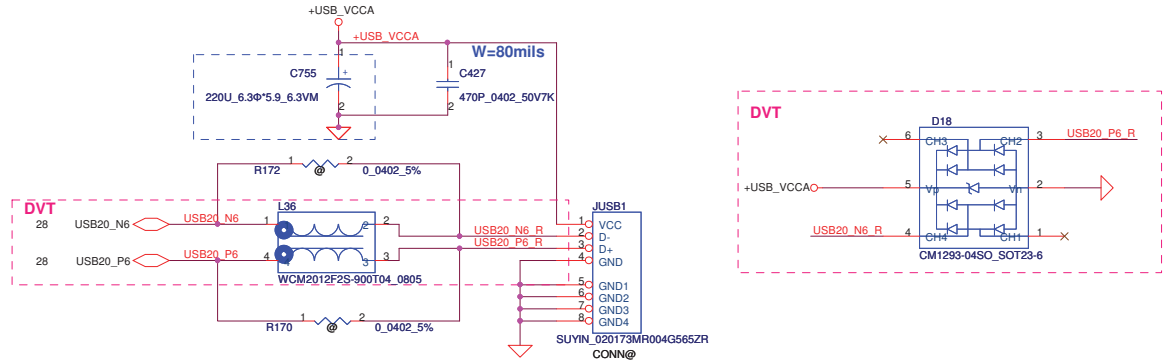 +USB_VCCA
+USB_VCCA
W=80mils
1
C755
+
220U_6.3Φ*5.9_6.3VM
2
1
C427
470P_0402_50V7K
2
R172
1
2
@
0_0402_5%
DVT
28
USB20_N6
USB20_N6
28
USB20_P6
USB20_P6
L36
1
2
2
4
4
3
3
WCM2012F2S-900T04_0805
USB20_N6_R
USB20_P6_R
R170
1
2
@
0_0402_5%
JUSB1
1
VCC
2
D-
3
D+
4
GND
5
GND1
6
GND2
7
GND3
8
GND4
SUYIN_020173MR004G565ZR
CONN@
DVT
D18
6
CH3
CH2
3
USB20_P6_R
+USB_VCCA
5
Vp
Vn
2
USB20_N6_R
4
CH4
CH1
1
CM1293-04SO_SOT23-6